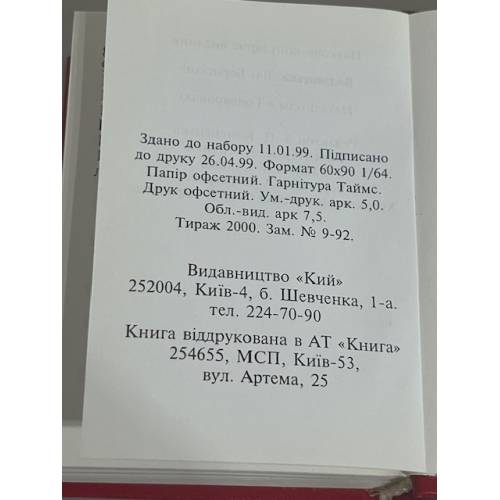 Здано до набору 11.01.99. Підписано
до друку 26.04.99. Формат 60х90 1/64.
Папір офсетний. Гарнітура Таймс.
Друк офсетний. Ум.-друк. арк. 5,0.
Обл.-вид. арк 7,5.
Тираж 2000. Зам. № 9-92.
Видавництво «Кий»
252004, Київ-4, б. Шевченка, 1-а.
тел. 224-70-90
Книга віддрукована в АТ «Книга»
254655, МСП, Київ-53,
вул. Артема, 25